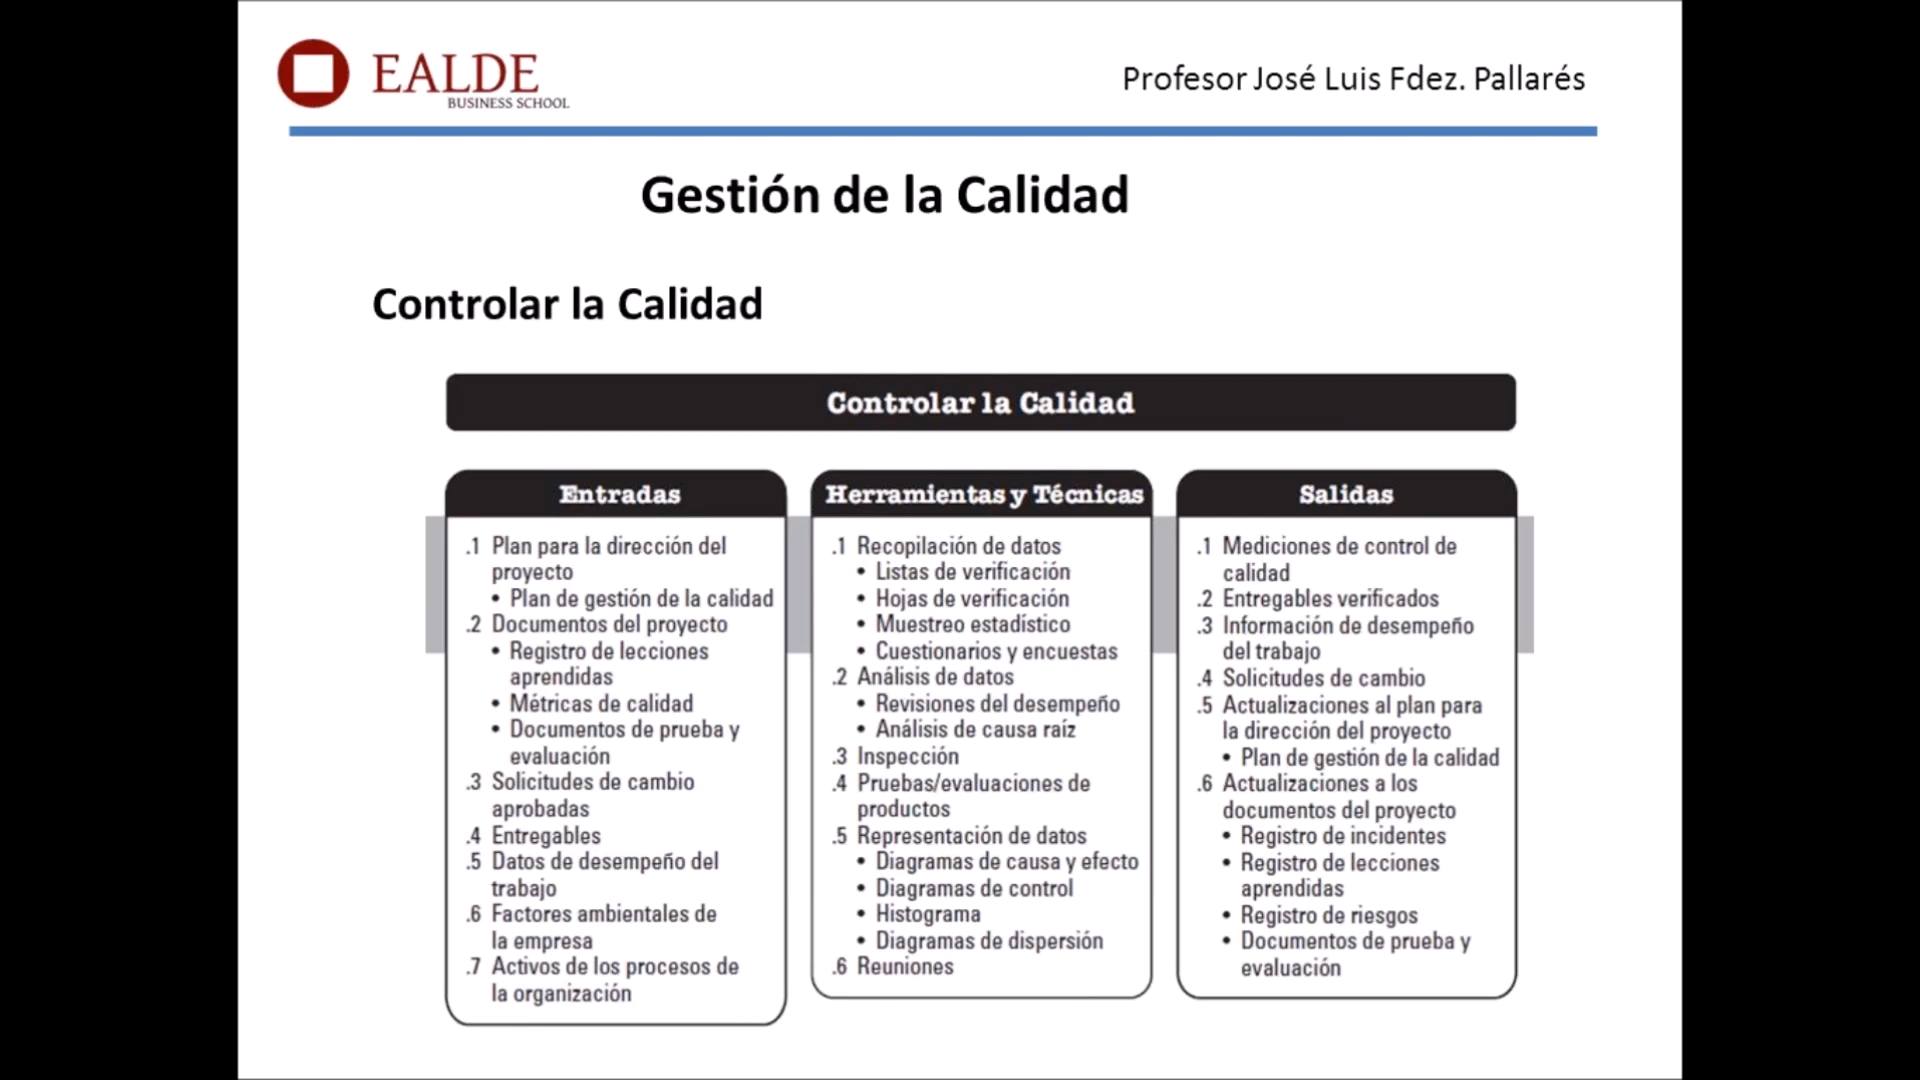 EALDE
BUSINESS SCHOOL
Profesor José Luis Fdez. Pallarés
Gestión de la Calidad
Controlar la Calidad
Controlar la Calidad
Entradas
.1 Plan para la dirección del
proyecto
• Plan de gestión de la calidad
.2 Documentos del proyecto
• Registro de lecciones
aprendidas
• Métricas de calidad
• Documentos de prueba y
evaluación
.3 Solicitudes de cambio
aprobadas
.4 Entregables
.5 Datos de desempeño del
trabajo
.6 Factores ambientales de
la empresa
.7 Activos de los procesos de
la organización
Herramientas y Técnicas
.1 Recopilación de datos
• Listas de verificación
• Hojas de verificación
• Muestreo estadístico
• Cuestionarios y encuestas
.2 Análisis de datos
• Revisiones del desempeño
• Análisis de causa raíz
.3 Inspección
.4 Pruebas/evaluaciones de
productos
.5 Representación de datos
• Diagramas de causa y efecto
• Diagramas de control
• Histograma
• Diagramas de dispersión
.6 Reuniones
Salidas
.1 Mediciones de control de
calidad
.2 Entregables verificados
.3 Información de desempeño
del trabajo
.4 Solicitudes de cambio
.5 Actualizaciones al plan para
la dirección del proyecto
• Plan de gestión de la calidad
.6 Actualizaciones a los
documentos del proyecto
• Registro de incidentes
• Registro de lecciones
aprendidas
• Registro de riesgos
• Documentos de prueba y
evaluación